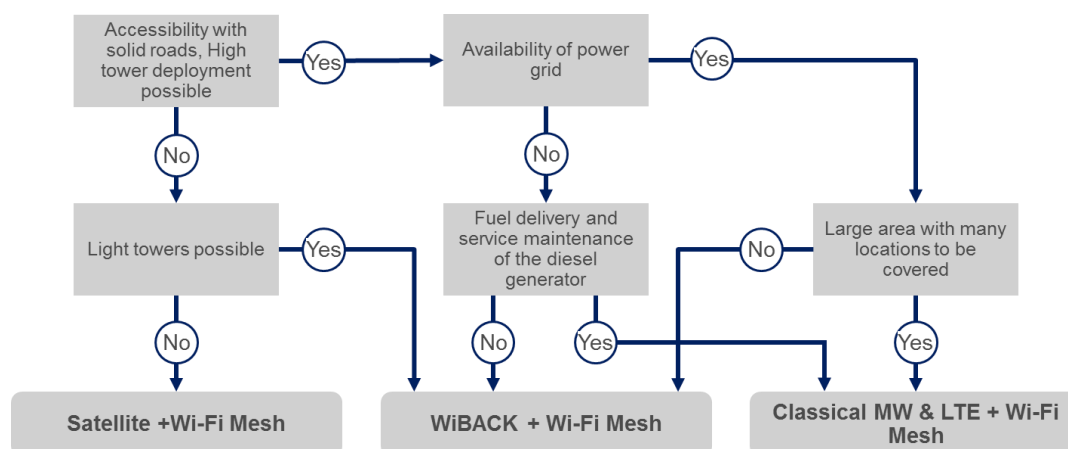 Accessibility with
solid roads, High
tower deployment
possible
Yes
Availability of power
grid
Yes
No
No
Light towers possible
Yes
Fuel delivery and
service maintenance
of the diesel
generator
No
Large area with many
locations to be
covered
No
No
Yes
Yes
Satellite +Wi-Fi Mesh
WiBACK + Wi-Fi Mesh
Classical MW & LTE + Wi-Fi
Mesh